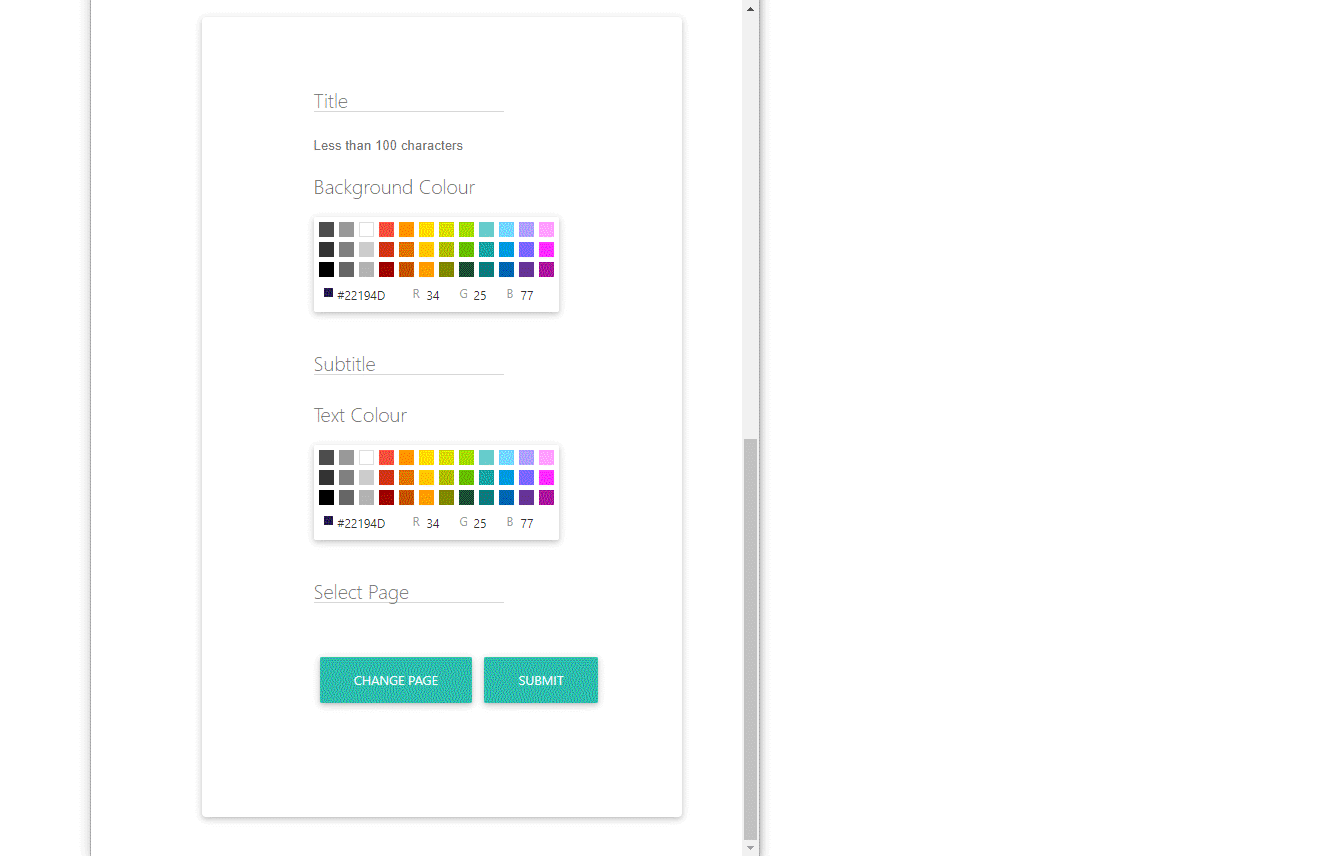 Title
Less than 100 characters
Background Colour
#22194D R 34 G 25 B 77
Subtitle
Text Colour
#22194D R 34 G 25 B 77
Select Page
CHANGE PAGE SUBMIT